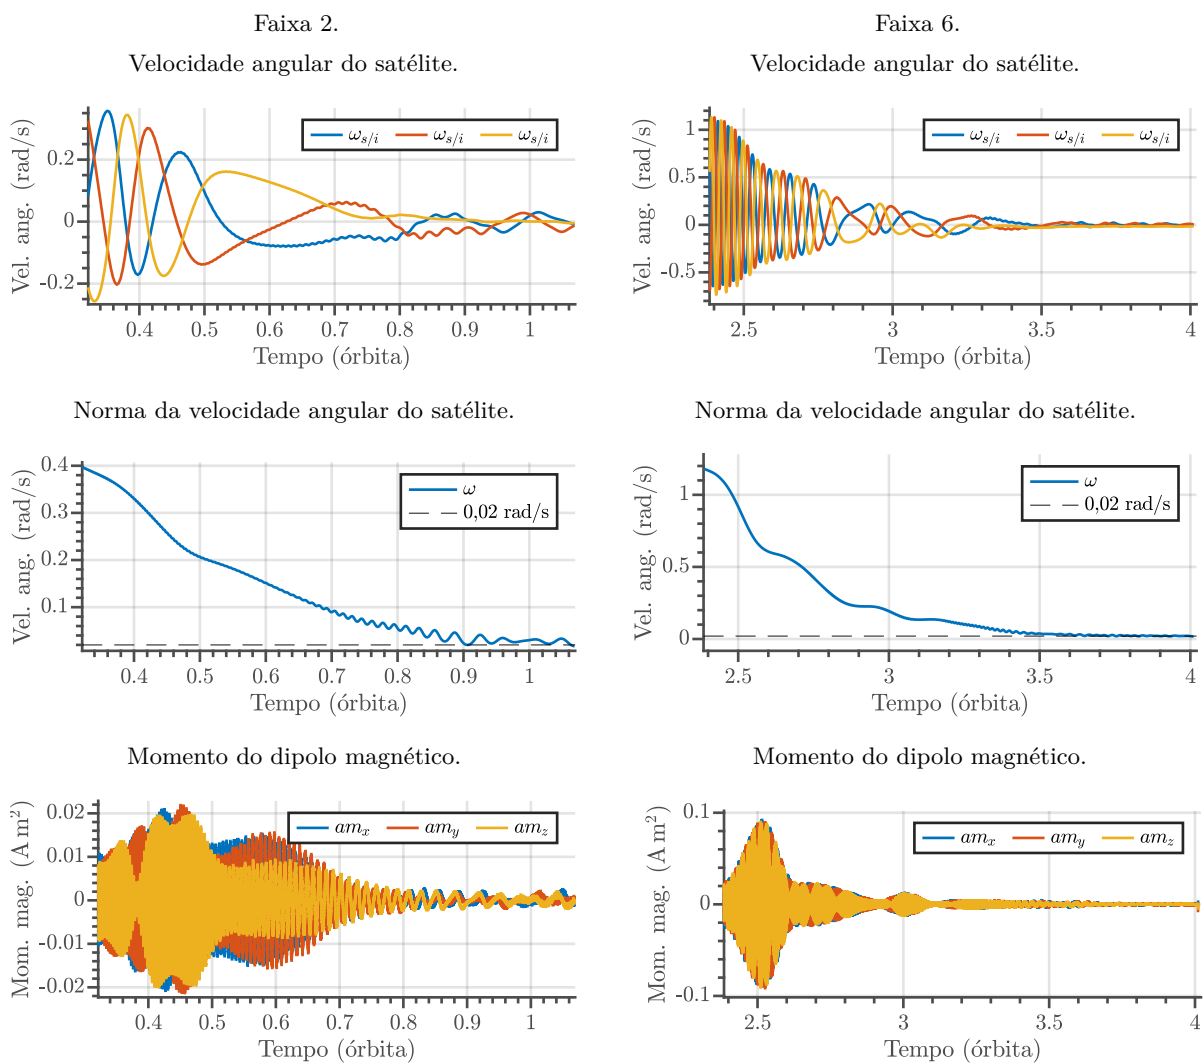 Faixa 2.
Velocidade angular do satélite.
Vel. ang. (rad/s)
0.2
0
-0.2
ω_{s/i} ω_{s/i} ω_{s/i}
0.4 0.5 0.6 0.7 0.8 0.9 1
Tempo (órbita)
Norma da velocidade angular do satélite.
Vel. ang. (rad/s)
0.4
0.3
0.2
0.1
ω
0,02 rad/s
0.4 0.5 0.6 0.7 0.8 0.9 1
Tempo (órbita)
Momento do dipolo magnético.
Mom. mag. (A m²)
0.02
0.01
0
-0.01
-0.02
am_x am_y am_z
0.4 0.5 0.6 0.7 0.8 0.9 1
Tempo (órbita)
Faixa 6.
Velocidade angular do satélite.
Vel. ang. (rad/s)
1
0.5
0
-0.5
ω_{s/i} ω_{s/i} ω_{s/i}
2.5 3 3.5 4
Tempo (órbita)
Norma da velocidade angular do satélite.
Vel. ang. (rad/s)
1
0.5
0
ω
0,02 rad/s
2.5 3 3.5 4
Tempo (órbita)
Momento do dipolo magnético.
Mom. mag. (A m²)
0.1
0
-0.1
am_x am_y am_z
2.5 3 3.5 4
Tempo (órbita)